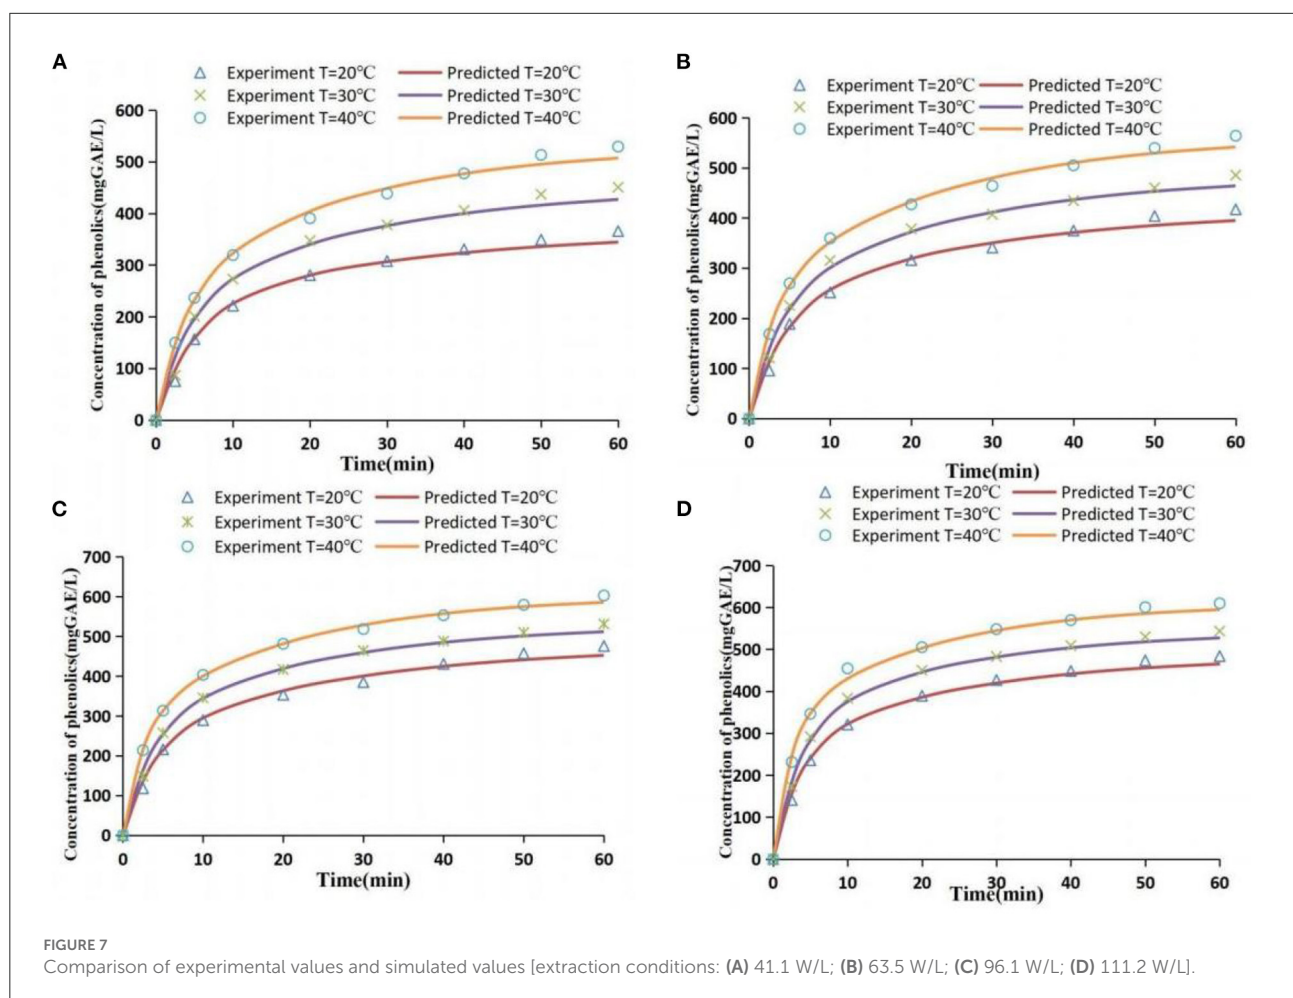 A
Experiment T=20℃ Predicted T=20℃
Experiment T=30℃ Predicted T=30℃
Experiment T=40℃ Predicted T=40℃
Concentration of phenolics(mgGAE/L)
600
500
400
300
200
100
0
0 10 20 30 40 50 60
Time(min)
B
Experiment T=20℃ Predicted T=20℃
Experiment T=30℃ Predicted T=30℃
Experiment T=40℃ Predicted T=40℃
Concentration of phenolics(mgGAE/L)
600
500
400
300
200
100
0
0 10 20 30 40 50 60
Time(min)
C
Experiment T=20℃ Predicted T=20℃
Experiment T=30℃ Predicted T=30℃
Experiment T=40℃ Predicted T=40℃
Concentration of phenolics(mgGAE/L)
700
600
500
400
300
200
100
0
0 10 20 30 40 50 60
Time(min)
D
Experiment T=20℃ Predicted T=20℃
Experiment T=30℃ Predicted T=30℃
Experiment T=40℃ Predicted T=40℃
Concentration of phenolics(mgGAE/L)
700
600
500
400
300
200
100
0
0 10 20 30 40 50 60
Time(min)
FIGURE 7
Comparison of experimental values and simulated values [extraction conditions: (A) 41.1 W/L; (B) 63.5 W/L; (C) 96.1 W/L; (D) 111.2 W/L].